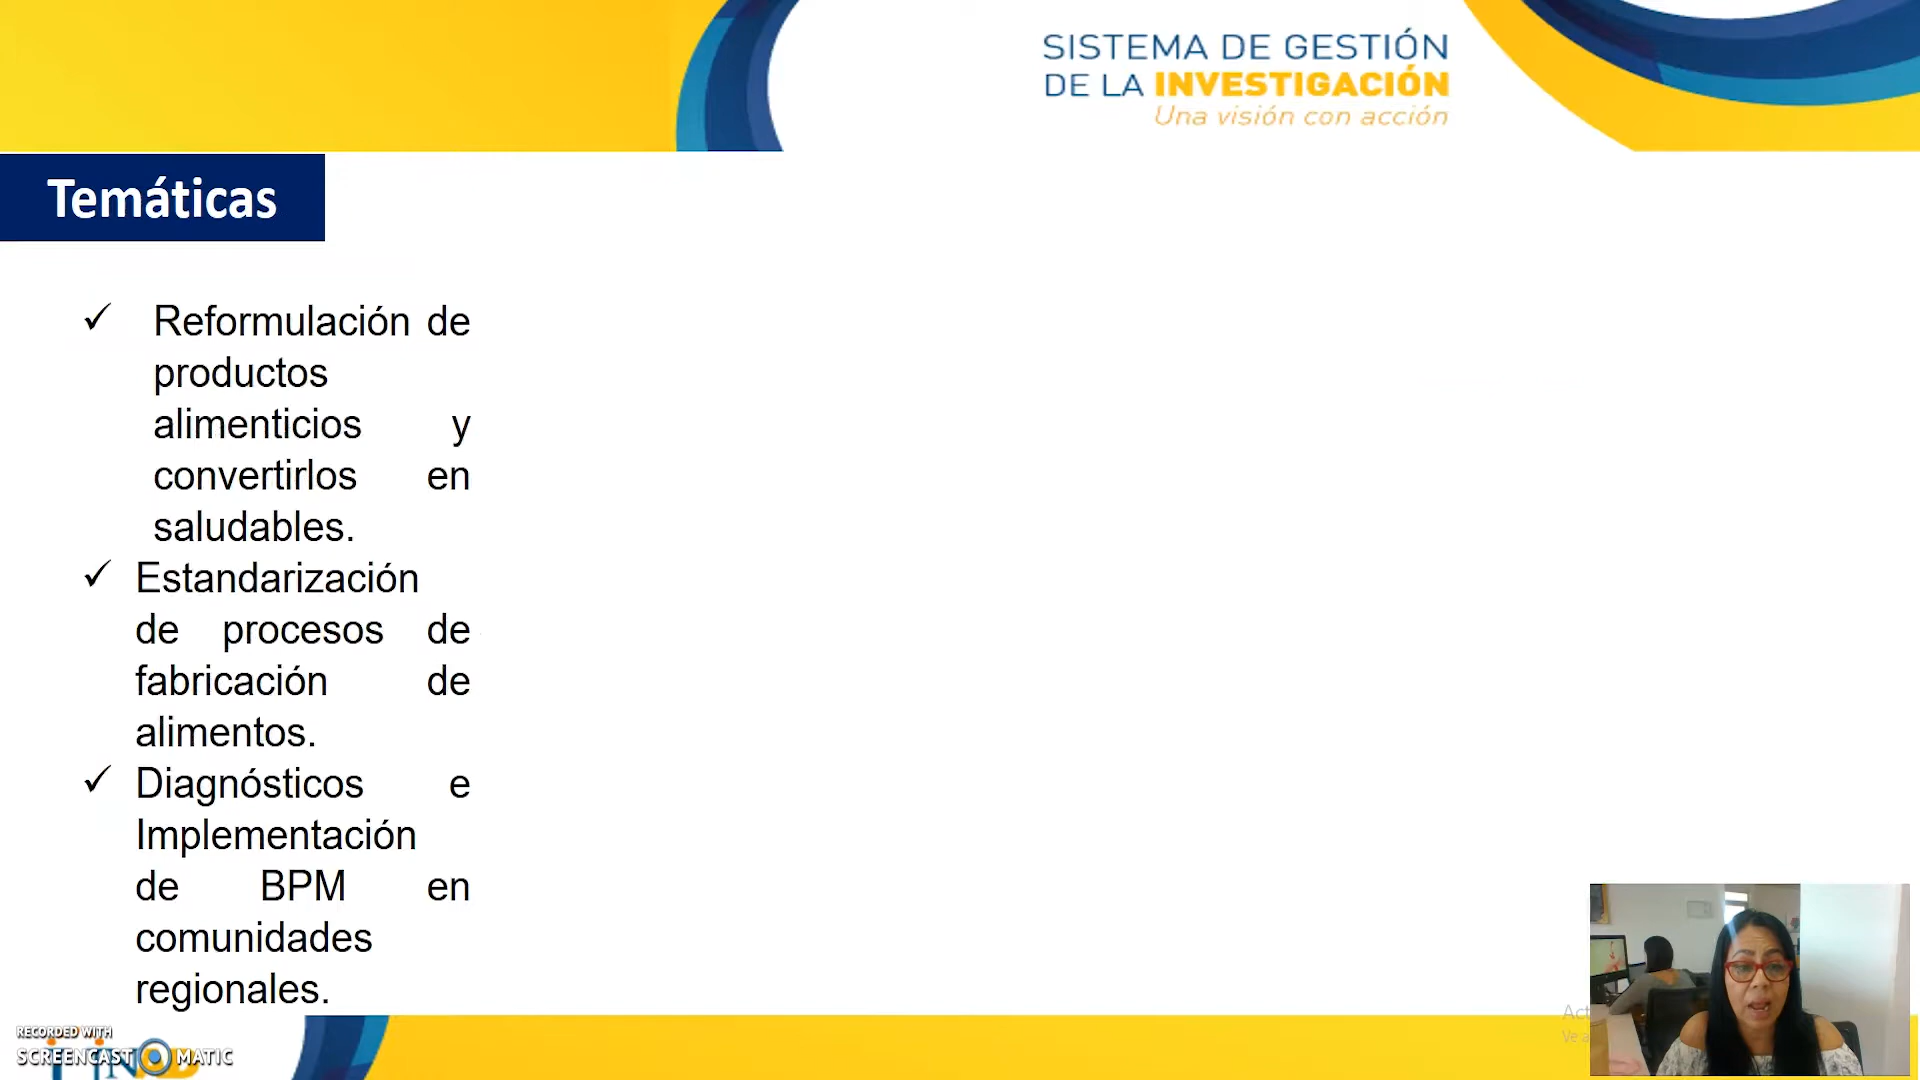 SISTEMA DE GESTIÓN
DE LA INVESTIGACIÓN
Una visión con acción
Temáticas
✓ Reformulación de
productos
alimenticios y
convertirlos en
saludables.
✓ Estandarización
de procesos de
fabricación de
alimentos.
✓ Diagnósticos e
Implementación
de BPM en
comunidades
regionales.
RECORDED WITH
SCREENCAST MATIC